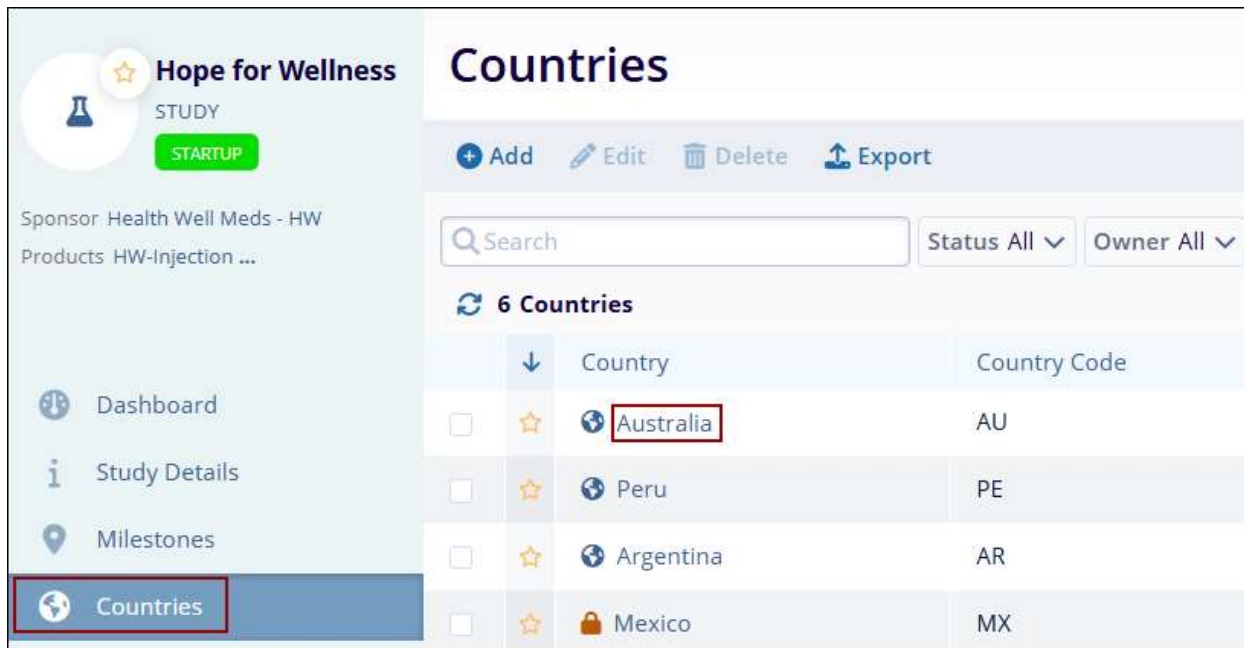 Hope for Wellness
STUDY
STARTUP
Sponsor Health Well Meds - HW
Products HW-Injection ...
Dashboard
Study Details
Milestones
Countries
Countries
Add Edit Delete Export
Search Status All Owner All
6 Countries
Country Country Code
Australia AU
Peru PE
Argentina AR
Mexico MX